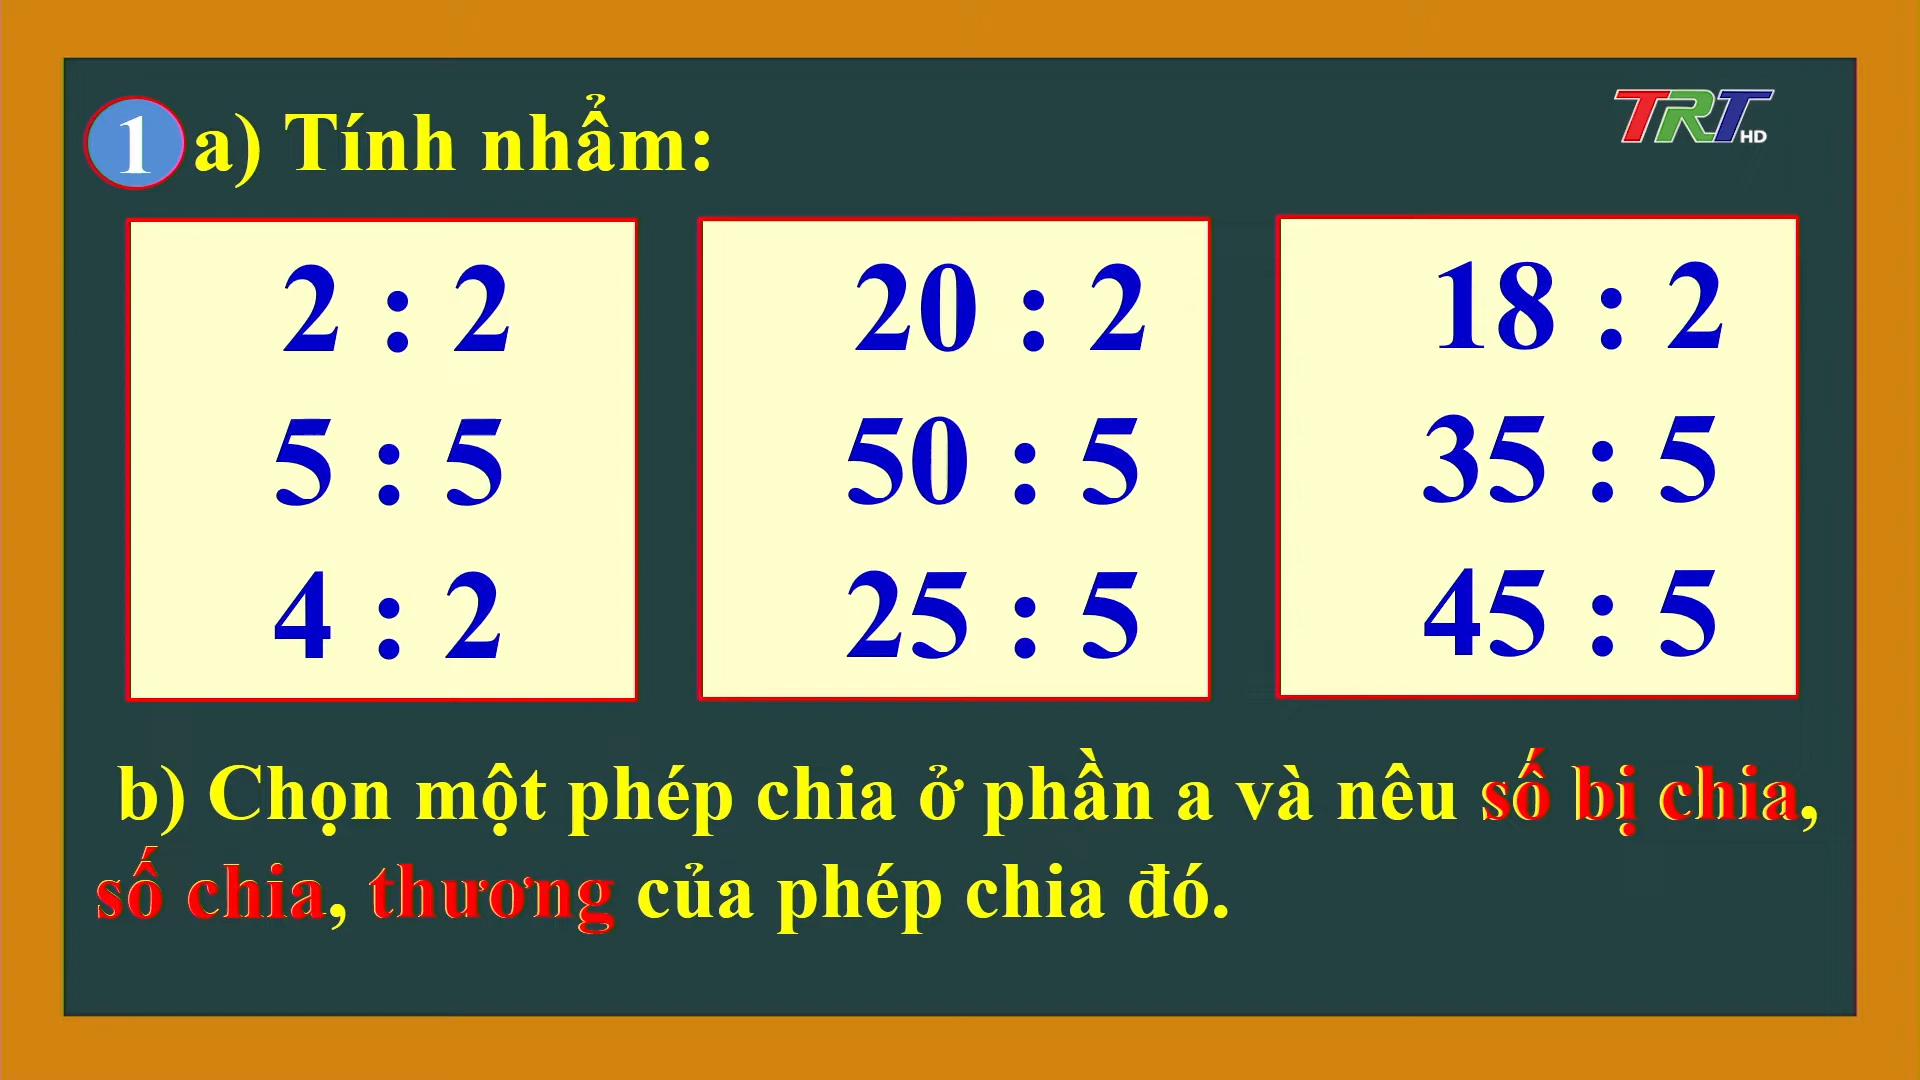 1 a) Tính nhẩm:
TRT HD
2 : 2
5 : 5
4 : 2
20 : 2
50 : 5
25 : 5
18 : 2
35 : 5
45 : 5
b) Chọn một phép chia ở phần a và nêu số bị chia,
số chia, thương của phép chia đó.